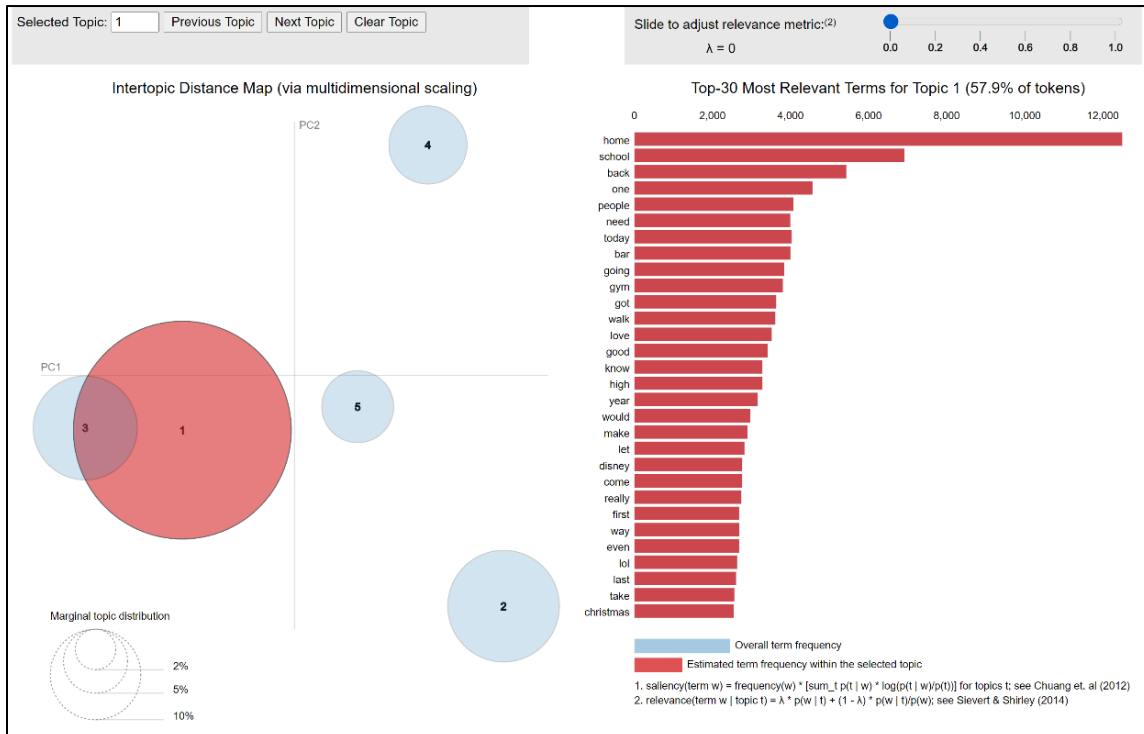 Selected Topic: 1 Previous Topic Next Topic Clear Topic
Slide to adjust relevance metric:(2)
λ = 0
0.0 0.2 0.4 0.6 0.8 1.0
Intertopic Distance Map (via multidimensional scaling)
PC2
PC1
4
5
3
1
2
Marginal topic distribution
2%
5%
10%
Top-30 Most Relevant Terms for Topic 1 (57.9% of tokens)
0 2,000 4,000 6,000 8,000 10,000 12,000
home
school
back
one
people
need
today
bar
going
gym
got
walk
love
good
know
high
year
would
make
let
disney
come
really
first
way
even
lol
last
take
christmas
Overall term frequency
Estimated term frequency within the selected topic
1. saliency(term w) = frequency(w) * [sum_t p(t | w) * log(p(t | w)/p(t))] for topics t; see Chuang et. al (2012)
2. relevance(term w | topic t) = λ * p(w | t) + (1 - λ) * p(w | t)/p(w); see Sievert & Shirley (2014)